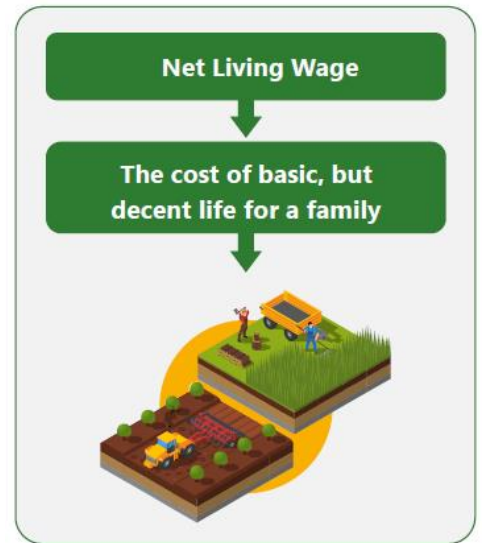 Net Living Wage
The cost of basic, but
decent life for a family